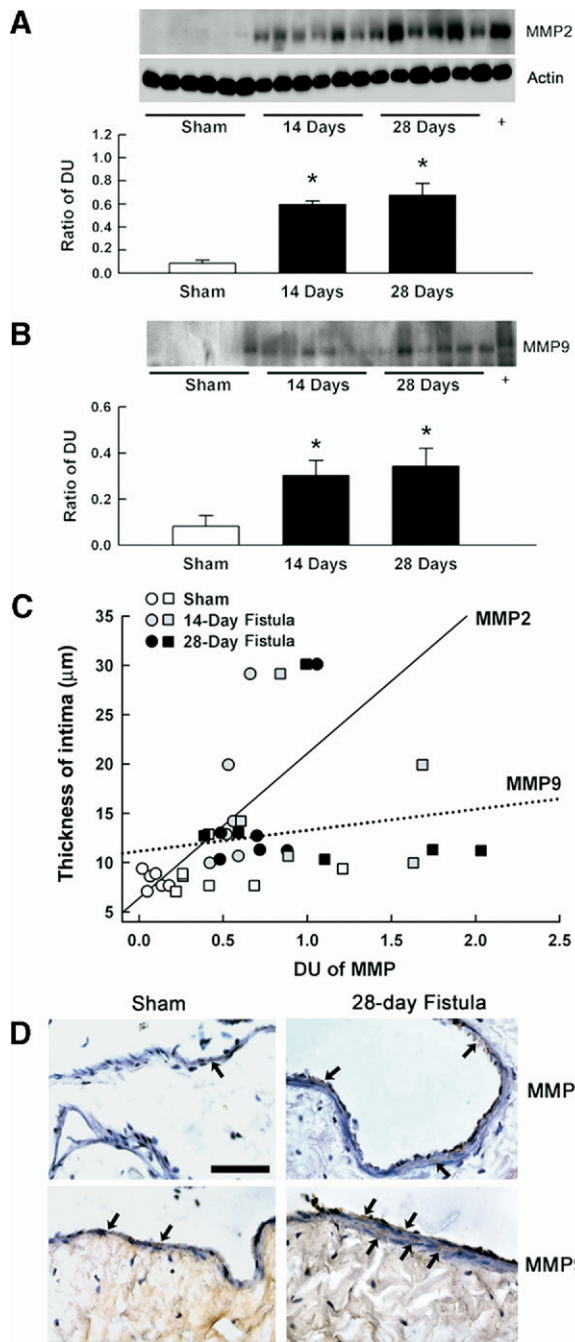 A
MMP2
Actin
Sham 14 Days 28 Days +
Ratio of DU
1.2
1.0
0.8
0.6
0.4
0.2
0.0
* *
Sham 14 Days 28 Days
B
MMP9
Sham 14 Days 28 Days +
Ratio of DU
0.6
0.4
0.2
0.0
* *
Sham 14 Days 28 Days
C
Sham
14-Day Fistula
28-Day Fistula
MMP2
MMP9
Thickness of intima (μm)
35
30
25
20
15
10
5
0.0 0.5 1.0 1.5 2.0 2.5
DU of MMP
D
Sham 28-day Fistula
MMP
MMP9